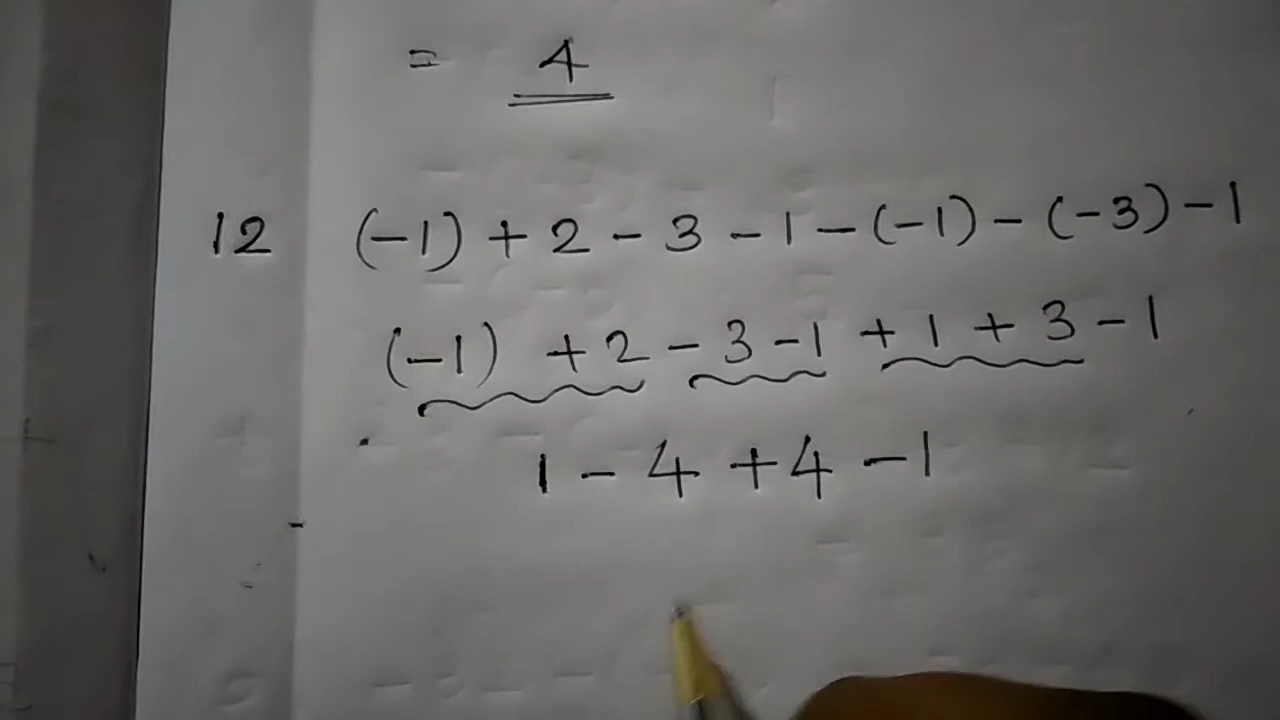 = 4
12 (-1) + 2 - 3 - 1 - (-1) - (-3) - 1
(-1) + 2 - 3 - 1 + 1 + 3 - 1
1 - 4 + 4 - 1